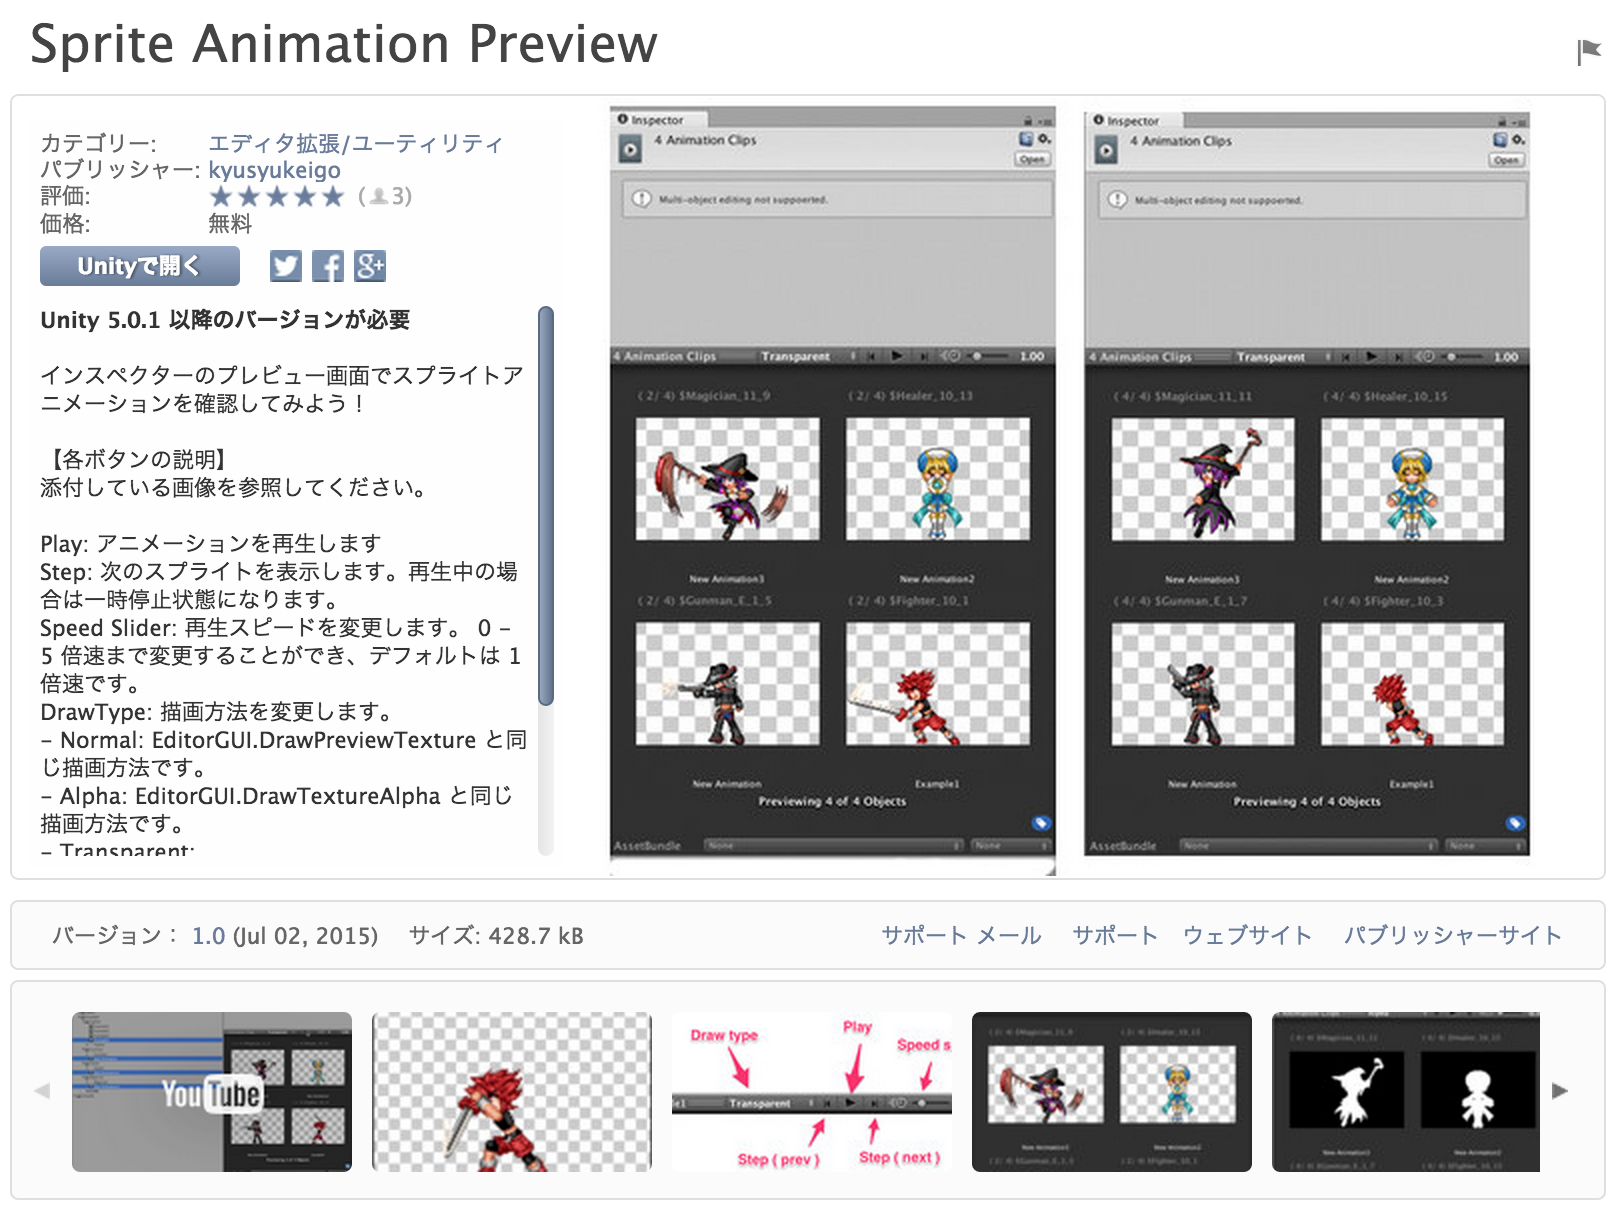 Sprite Animation Preview
カテゴリー: エディタ拡張/ユーティリティ
パブリッシャー: kyusyukeigo
評価: ★★★★★ (3)
価格: 無料
Unityで開く
Unity 5.0.1 以降のバージョンが必要
インスペクターのプレビュー画面でスプライトア
ニメーションを確認してみよう！
【各ボタンの説明】
添付している画像を参照してください。
Play: アニメーションを再生します
Step: 次のスプライトを表示します。再生中の場
合は一時停止状態になります。
Speed Slider: 再生スピードを変更します。 0 –
5 倍速まで変更することができ、デフォルトは 1
倍速です。
DrawType: 描画方法を変更します。
– Normal: EditorGUI.DrawPreviewTexture と同
じ描画方法です。
– Alpha: EditorGUI.DrawTextureAlpha と同じ
描画方法です。
– Transparent:
Inspector
4 Animation Clips
Open
Multi-object editing not suppoerted.
4 Animation Clips Transparent 1.00
( 2/ 4) $Magician_11_9 ( 2/ 4) $Healer_10_13
New Animation3 New Animation2
( 2/ 4) $Gunman_E_1_5 ( 2/ 4) $Fighter_10_1
New Animation Example1
Previewing 4 of 4 Objects
AssetBundle None None
Inspector
4 Animation Clips
Open
Multi-object editing not suppoerted.
4 Animation Clips Transparent 1.00
( 4/ 4) $Magician_11_11 ( 4/ 4) $Healer_10_15
New Animation3 New Animation2
( 4/ 4) $Gunman_E_1_7 ( 4/ 4) $Fighter_10_3
New Animation Example1
Previewing 4 of 4 Objects
AssetBundle None None
バージョン： 1.0 (Jul 02, 2015) サイズ: 428.7 kB
サポート メール サポート ウェブサイト パブリッシャーサイト
YouTube
Draw type Play Speed s
Transparent
Step ( prev ) Step ( next )